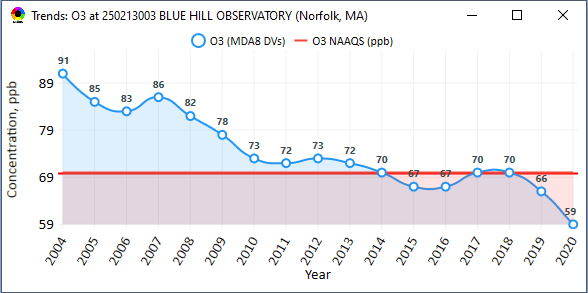 Trends: O3 at 250213003 BLUE HILL OBSERVATORY (Norfolk, MA)
O3 (MDA8 DVs) O3 NAAQS (ppb)
Concentration, ppb
89
79
69
59
91 85 83 86 82 78 73 72 73 72 70 67 67 70 70 66 59
2004 2005 2006 2007 2008 2009 2010 2011 2012 2013 2014 2015 2016 2017 2018 2019 2020
Year